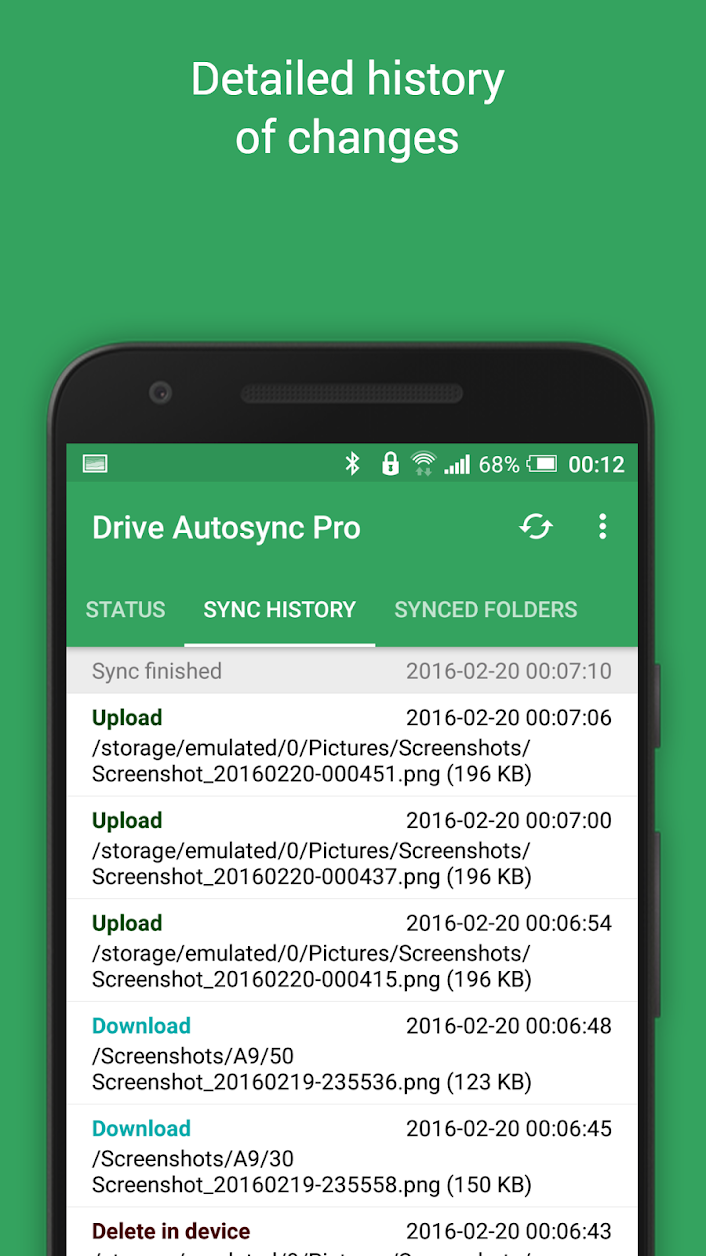 Detailed history
of changes
68% 00:12
Drive Autosync Pro
STATUS SYNC HISTORY SYNCED FOLDERS
Sync finished 2016-02-20 00:07:10
Upload 2016-02-20 00:07:06
/storage/emulated/0/Pictures/Screenshots/
Screenshot_20160220-000451.png (196 KB)
Upload 2016-02-20 00:07:00
/storage/emulated/0/Pictures/Screenshots/
Screenshot_20160220-000437.png (196 KB)
Upload 2016-02-20 00:06:54
/storage/emulated/0/Pictures/Screenshots/
Screenshot_20160220-000415.png (196 KB)
Download 2016-02-20 00:06:48
/Screenshots/A9/50
Screenshot_20160219-235536.png (123 KB)
Download 2016-02-20 00:06:45
/Screenshots/A9/30
Screenshot_20160219-235558.png (150 KB)
Delete in device 2016-02-20 00:06:43